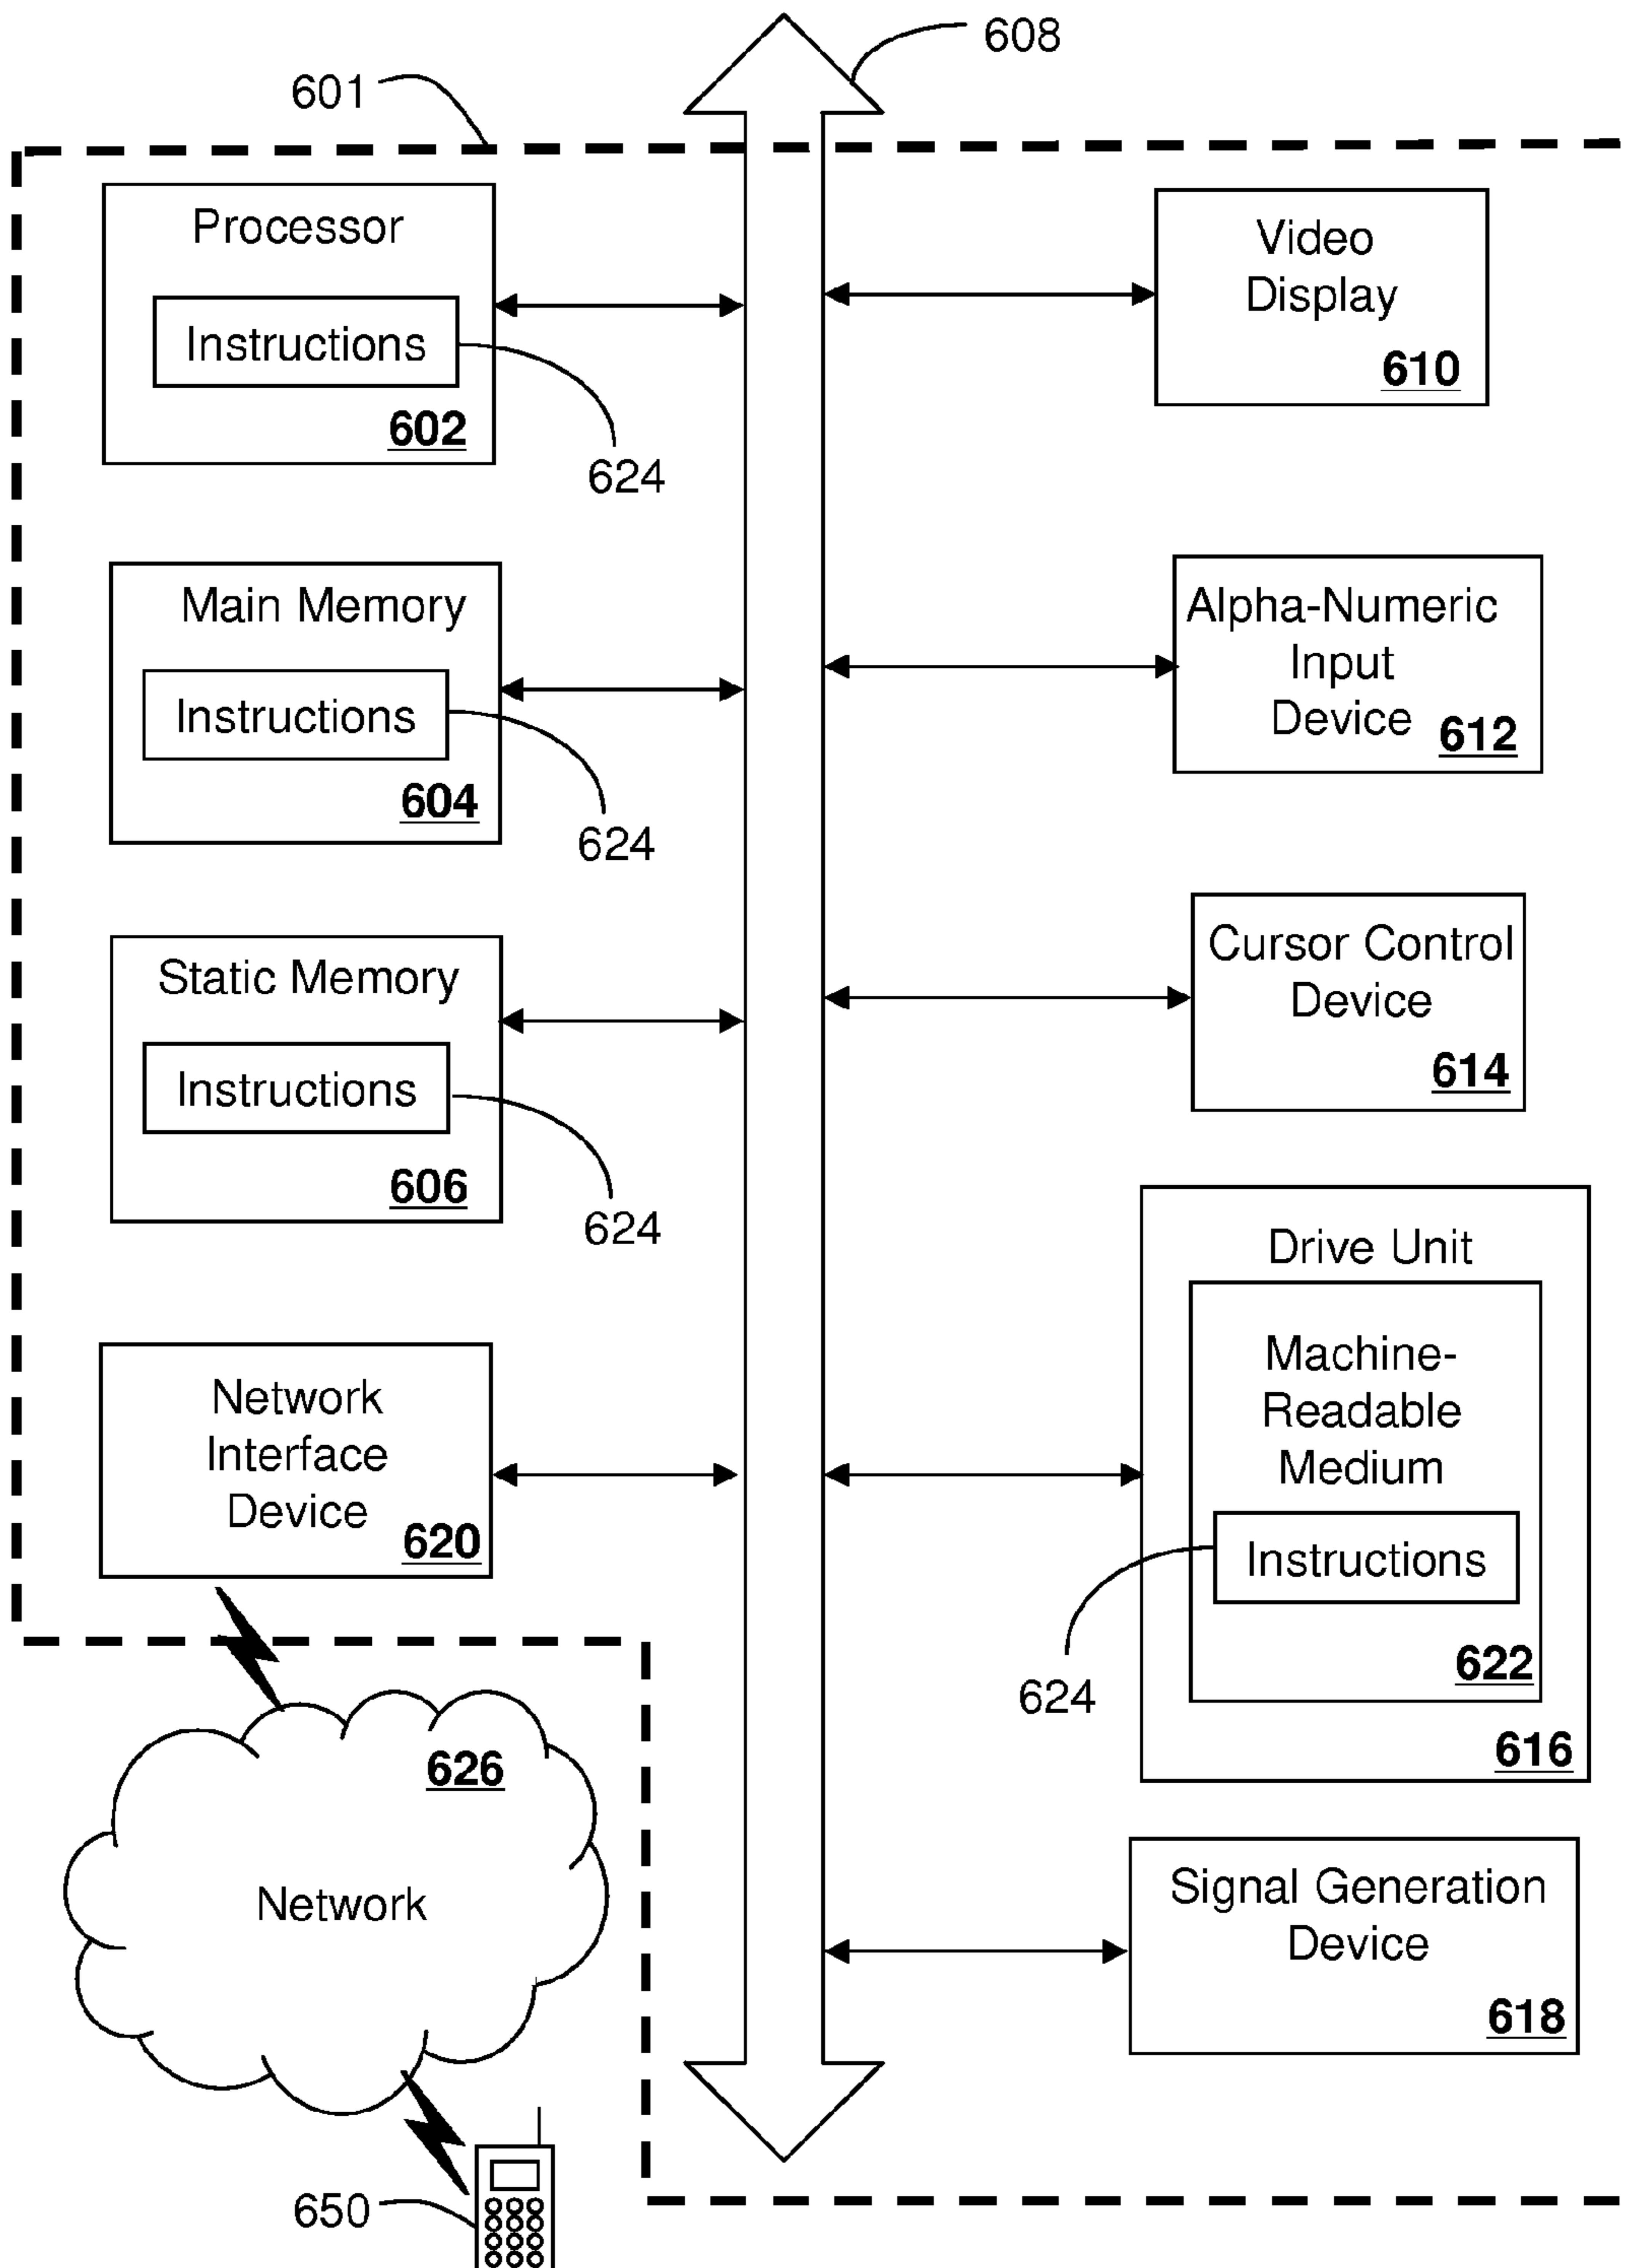 608
601
Processor
Instructions
602
624
Video
Display
610
Main Memory
Instructions
604
624
Alpha-Numeric
Input
Device 612
Static Memory
Instructions
606
624
Cursor Control
Device
614
Network
Interface
Device
620
Drive Unit
Machine-
Readable
Medium
Instructions
624
622
616
626
Network
Signal Generation
Device
618
650